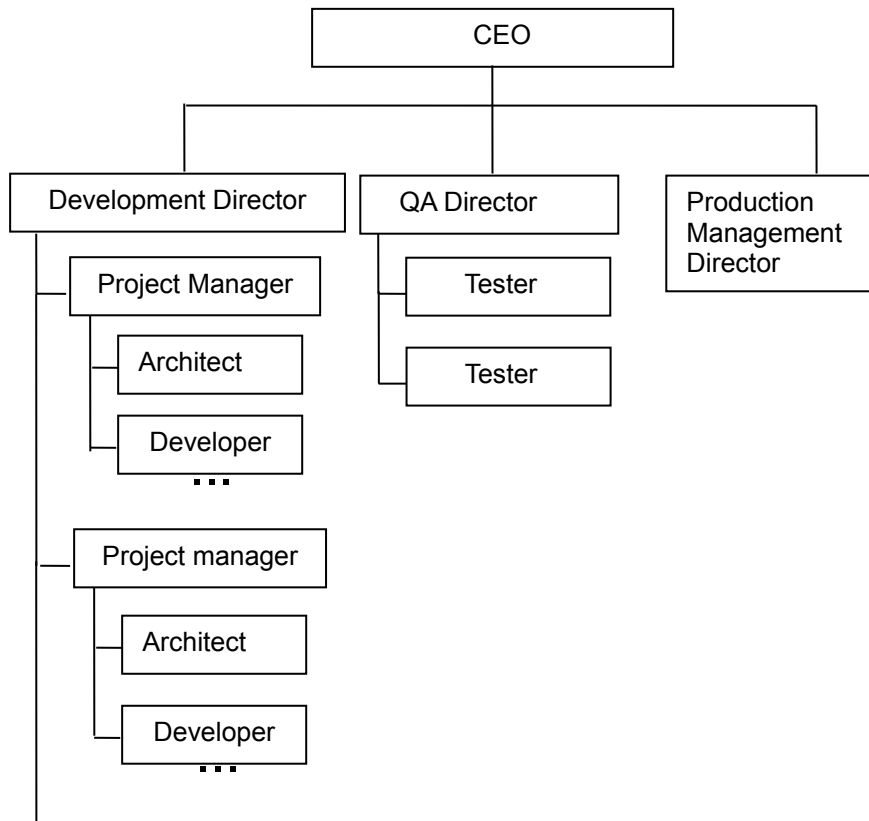 CEO
Development Director
QA Director
Production
Management
Director
Project Manager
Tester
Architect
Tester
Developer
...
Project manager
Architect
Developer
...